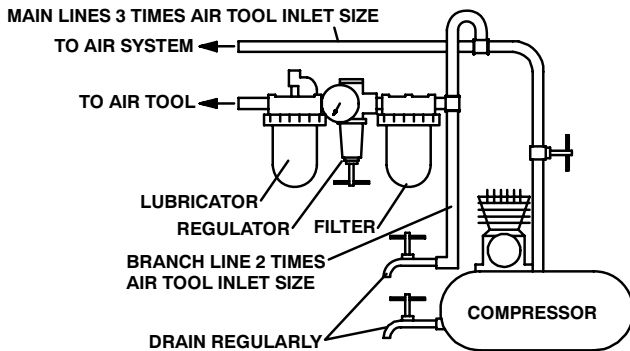 MAIN LINES 3 TIMES AIR TOOL INLET SIZE
TO AIR SYSTEM
TO AIR TOOL
LUBRICATOR
REGULATOR
FILTER
BRANCH LINE 2 TIMES
AIR TOOL INLET SIZE
COMPRESSOR
DRAIN REGULARLY